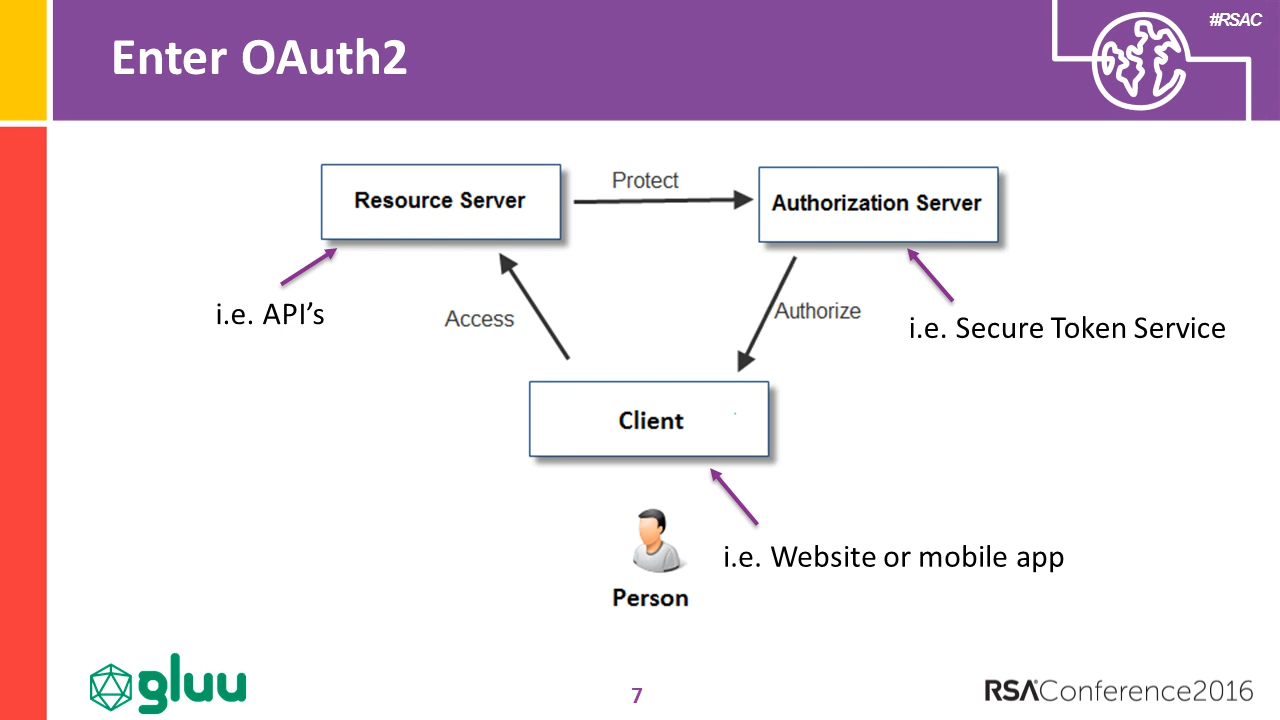 #RSAC
Enter OAuth2
Resource Server
Protect
Authorization Server
i.e. API’s
Access
Authorize
i.e. Secure Token Service
Client
i.e. Website or mobile app
Person
gluu
7
RSAConference2016